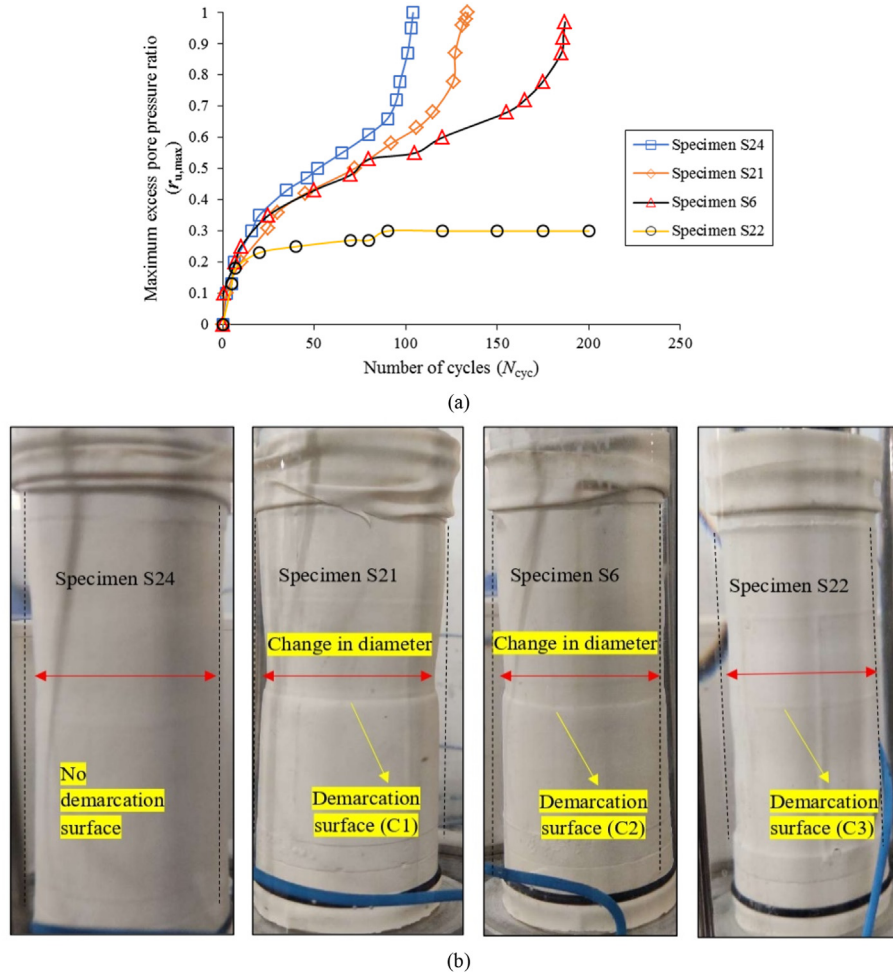 Maximum excess pore pressure ratio
(r_u,max)
1
0.9
0.8
0.7
0.6
0.5
0.4
0.3
0.2
0.1
0
0
50
100
150
200
250
Number of cycles (N_cyc)
Specimen S24
Specimen S21
Specimen S6
Specimen S22
(a)
Specimen S24
No
demarcation
surface
Specimen S21
Change in diameter
Demarcation
surface (C1)
Specimen S6
Change in diameter
Demarcation
surface (C2)
Specimen S22
Demarcation
surface (C3)
(b)